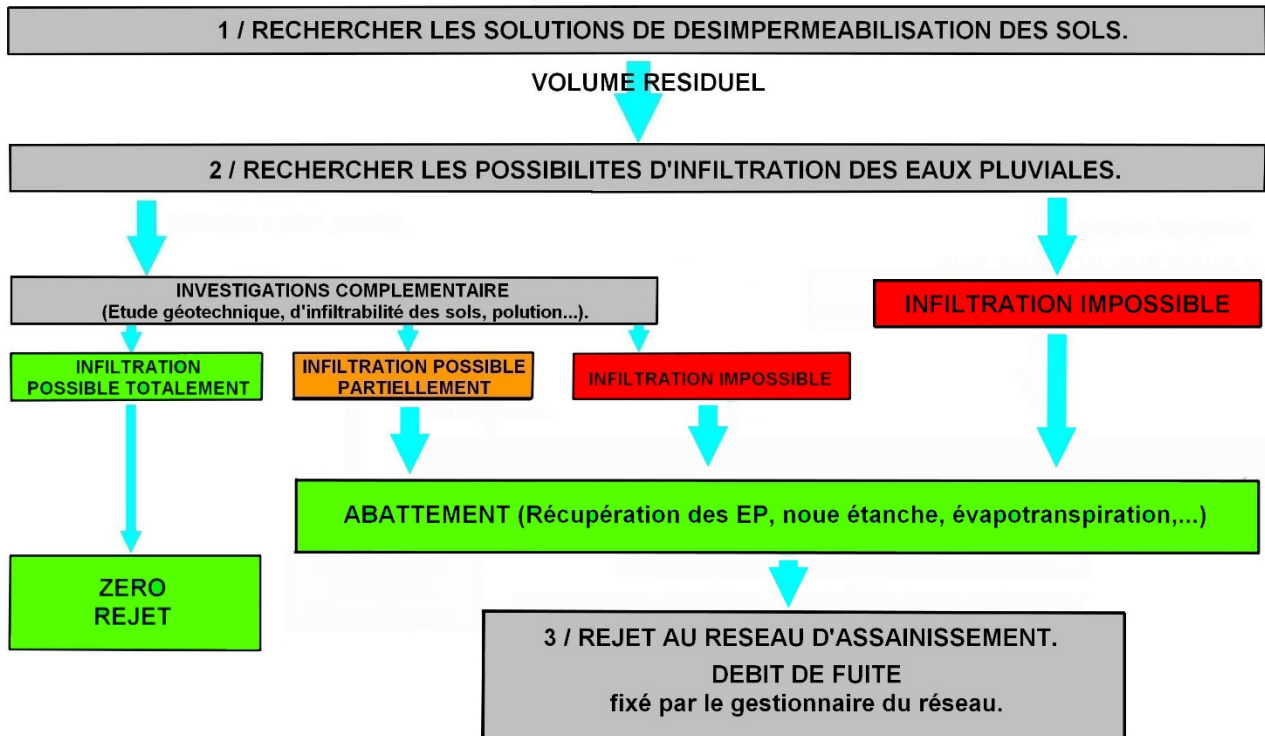 1 / RECHERCHER LES SOLUTIONS DE DESIMPERMEABILISATION DES SOLS.
VOLUME RESIDUEL
2 / RECHERCHER LES POSSIBILITES D'INFILTRATION DES EAUX PLUVIALES.
INVESTIGATIONS COMPLEMENTAIRE
(Etude géotechnique, d'infiltrabilité des sols, polution...).
INFILTRATION IMPOSSIBLE
INFILTRATION
POSSIBLE TOTALEMENT
INFILTRATION POSSIBLE
PARTIELLEMENT
INFILTRATION IMPOSSIBLE
ABATTEMENT (Récupération des EP, noue étanche, évapotranspiration,...)
ZERO
REJET
3 / REJET AU RESEAU D'ASSAINISSEMENT.
DEBIT DE FUITE
fixé par le gestionnaire du réseau.